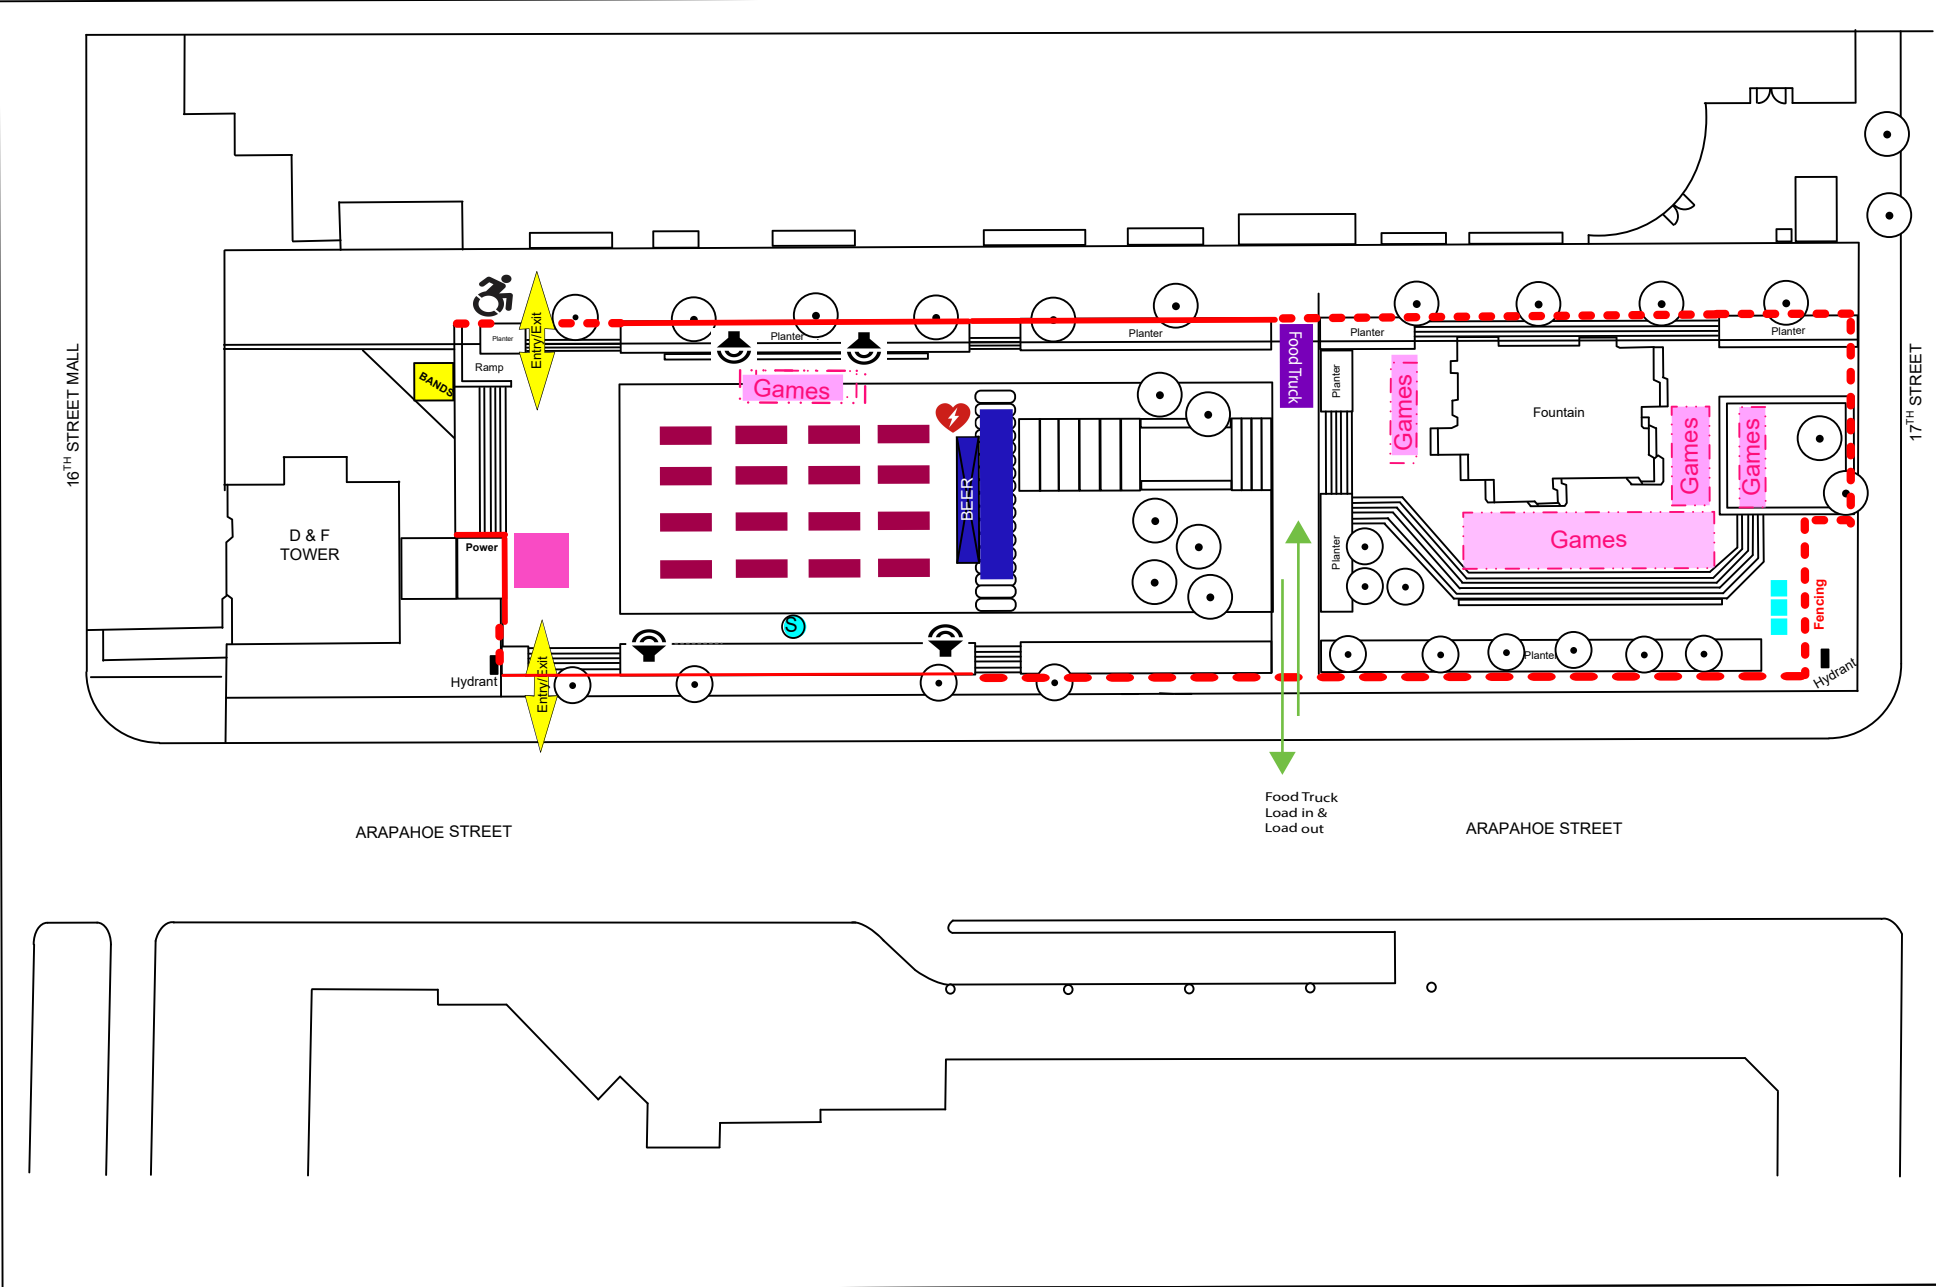 Entry/Exit
Planter
Planter
Planter
Planter
Planter
Ramp
BANDS
Games
Food Truck
Planter
Games
Fountain
Games
Games
16TH STREET MALL
17TH STREET
BEER
D & F
TOWER
Power
Planter
Games
Fencing
S
Planter
Hydrant
Entry/Exit
Hydrant
Food Truck
Load in &
Load out
ARAPAHOE STREET
ARAPAHOE STREET